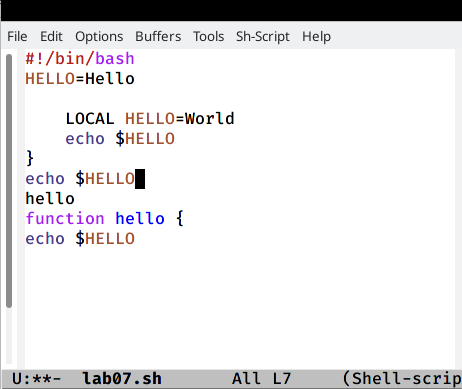 File Edit Options Buffers Tools Sh-Script Help
#!/bin/bash
HELLO=Hello
LOCAL HELLO=World
echo $HELLO
}
echo $HELLO
hello
function hello {
echo $HELLO
U:**- lab07.sh All L7 (Shell-scrip